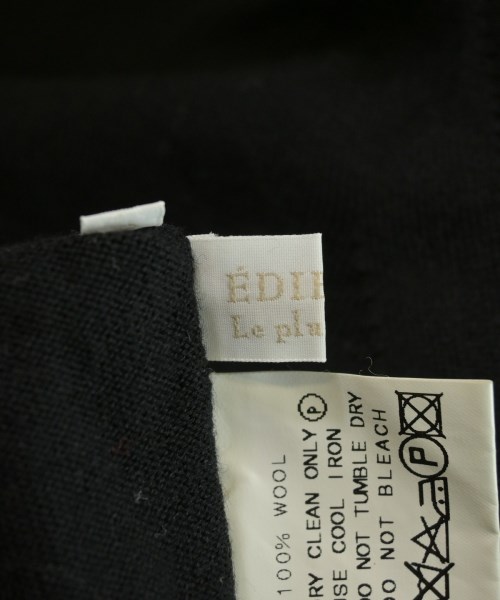 ÉDIF
Le plu
100% WOOL
RY CLEAN ONLY Ⓟ
SE COOL IRON
O NOT TUMBLE DRY
O NOT BLEACH
P